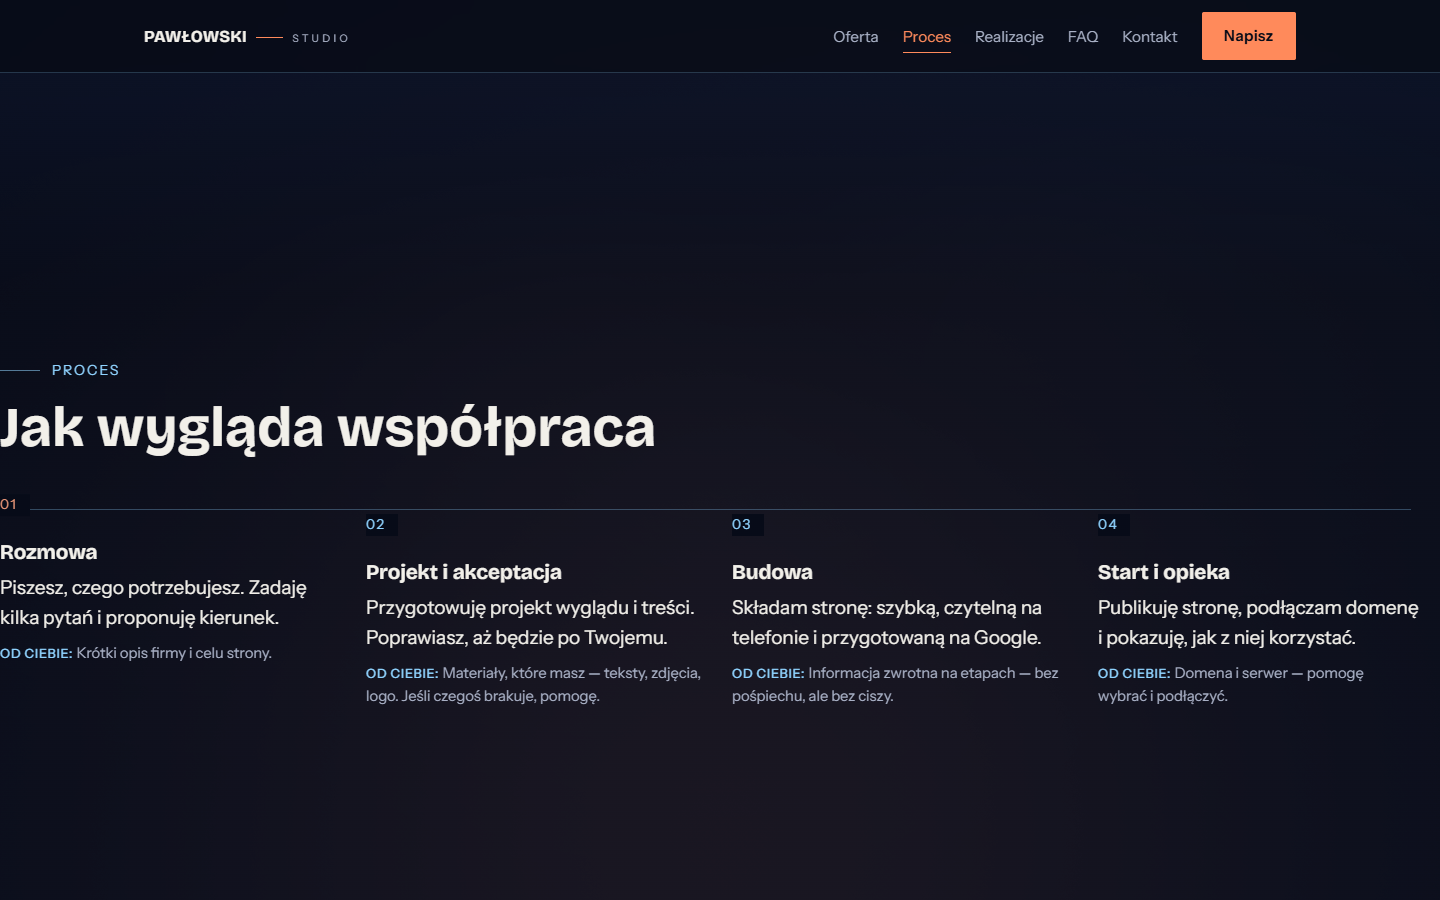 PAWŁOWSKI STUDIO
Oferta Proces Realizacje FAQ Kontakt Napisz
PROCES
Jak wygląda współpraca
01
Rozmowa
Piszesz, czego potrzebujesz. Zadaję
kilka pytań i proponuję kierunek.
OD CIEBIE: Krótki opis firmy i celu strony.
02
Projekt i akceptacja
Przygotowuję projekt wyglądu i treści.
Poprawiasz, aż będzie po Twojemu.
OD CIEBIE: Materiały, które masz — teksty, zdjęcia,
logo. Jeśli czegoś brakuje, pomogę.
03
Budowa
Składam stronę: szybką, czytelną na
telefonie i przygotowaną na Google.
OD CIEBIE: Informacja zwrotna na etapach — bez
pośpiechu, ale bez ciszy.
04
Start i opieka
Publikuję stronę, podłączam domenę
i pokazuję, jak z niej korzystać.
OD CIEBIE: Domena i serwer — pomogę
wybrać i podłączyć.